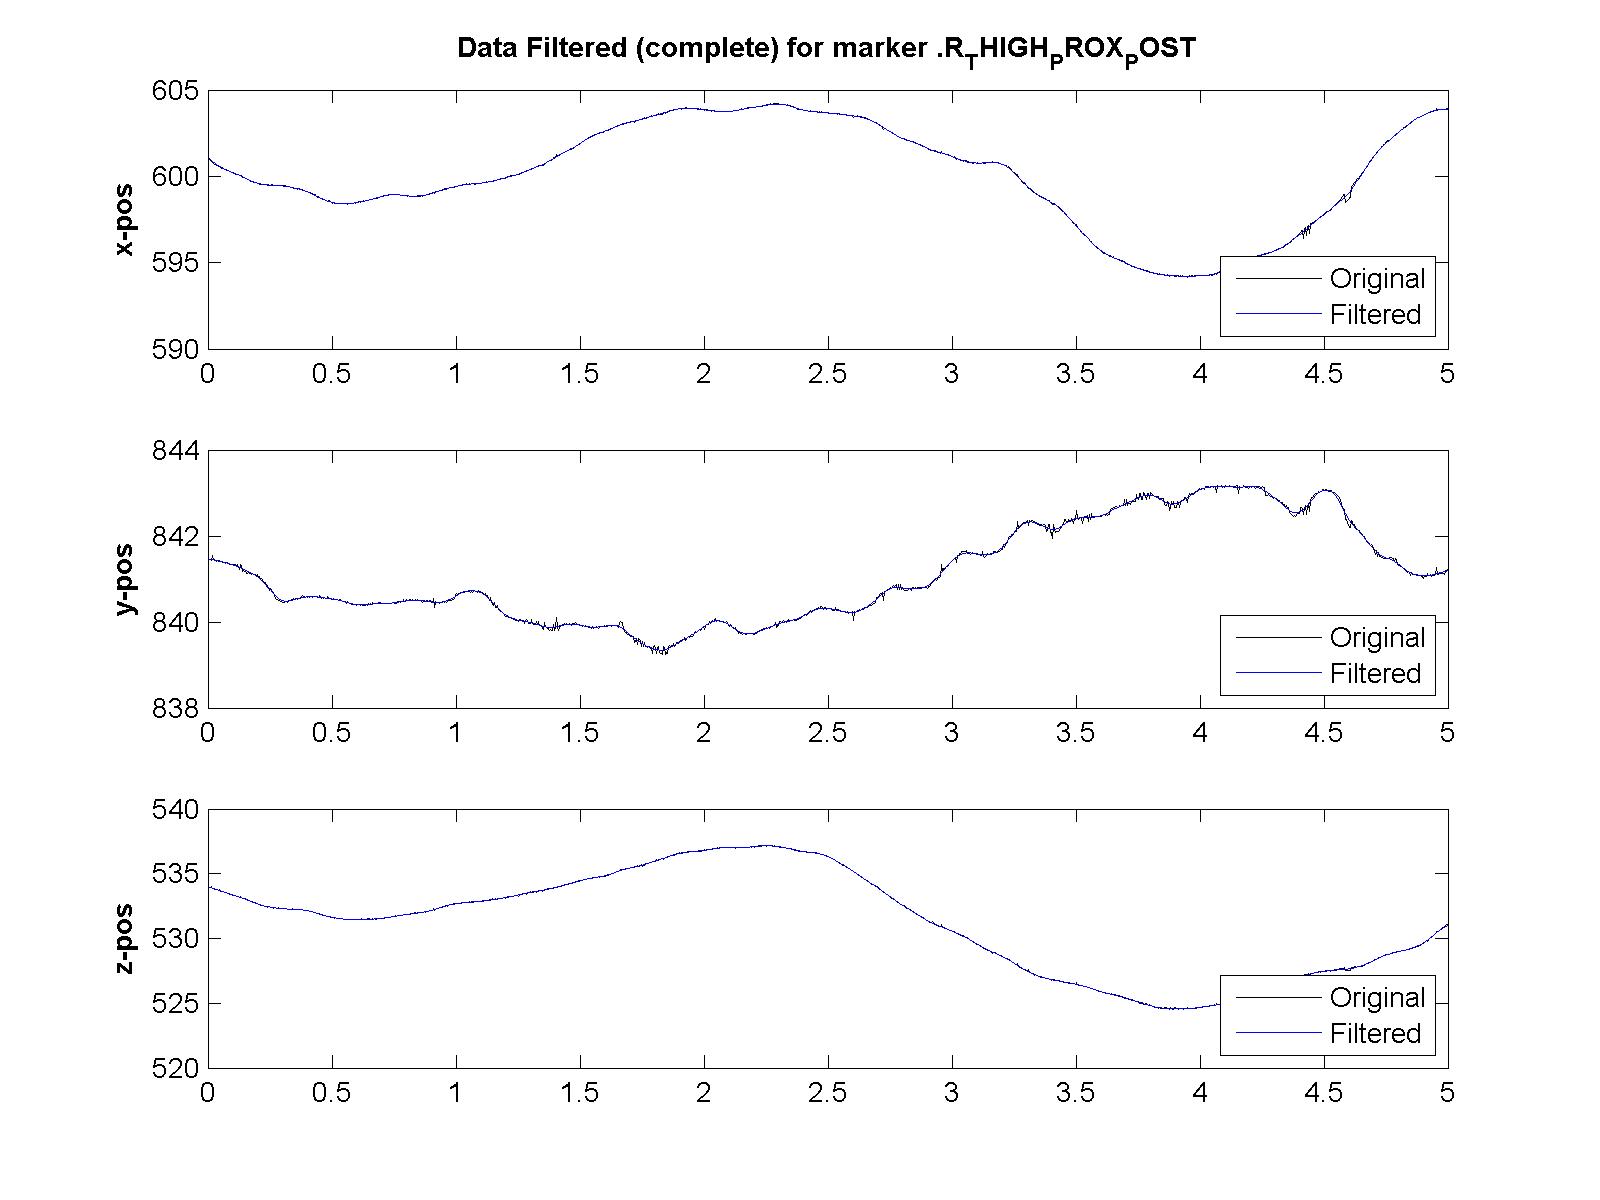 Data Filtered (complete) for marker .R_THIGH_PROX_POST
605
600
595
590
x-pos
Original
Filtered
0 0.5 1 1.5 2 2.5 3 3.5 4 4.5 5
844
842
840
838
y-pos
Original
Filtered
0 0.5 1 1.5 2 2.5 3 3.5 4 4.5 5
540
535
530
525
520
z-pos
Original
Filtered
0 0.5 1 1.5 2 2.5 3 3.5 4 4.5 5